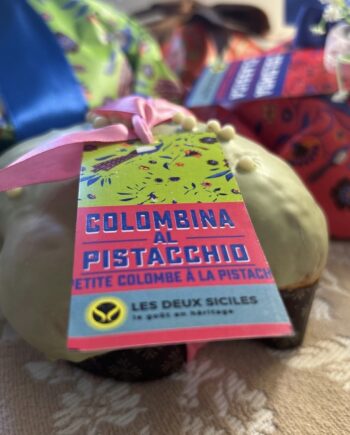 COLOMBINA
AL
PISTACCHIO
PETITE COLOMBE À LA PISTACH
LES DEUX SICILES
le goût en héritage